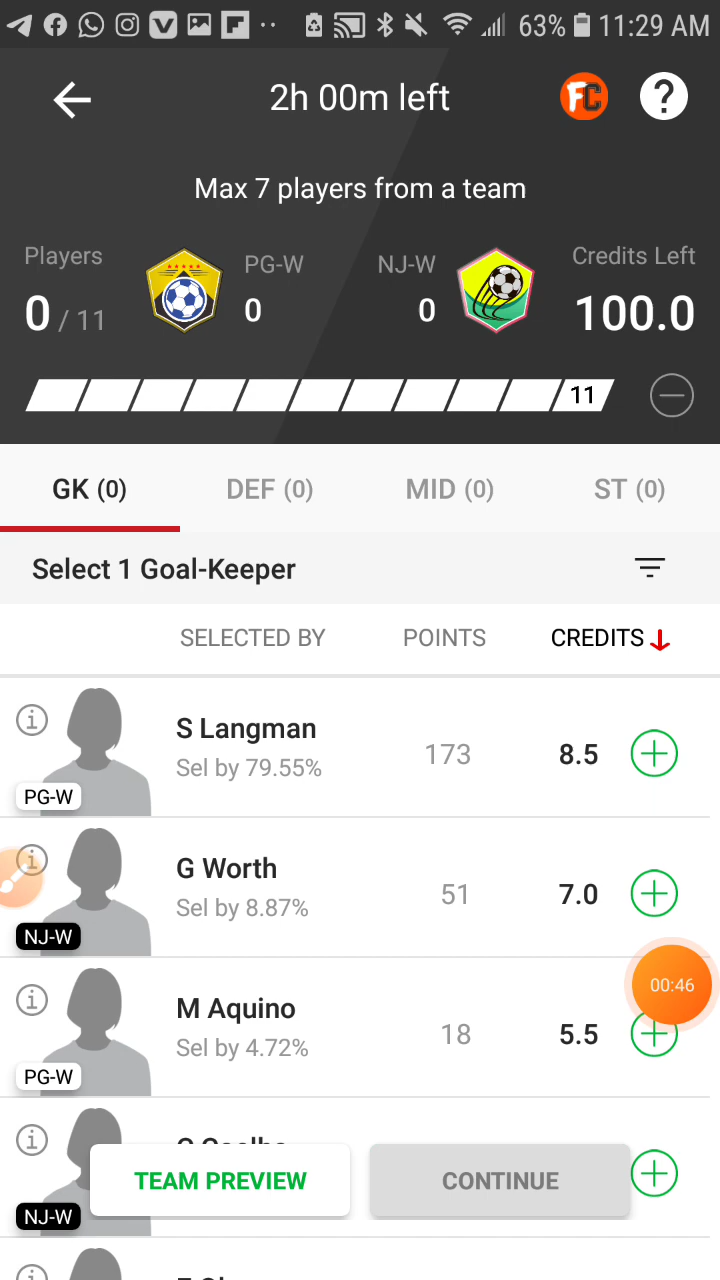 63% 11:29 AM
2h 00m left
FC ?
Max 7 players from a team
Players PG-W NJ-W Credits Left
0 / 11 0 0 100.0
11
GK (0) DEF (0) MID (0) ST (0)
Select 1 Goal-Keeper
SELECTED BY POINTS CREDITS
S Langman
Sel by 79.55% 173 8.5
PG-W
G Worth
Sel by 8.87% 51 7.0
NJ-W
00:46
M Aquino
Sel by 4.72% 18 5.5
PG-W
TEAM PREVIEW CONTINUE
NJ-W